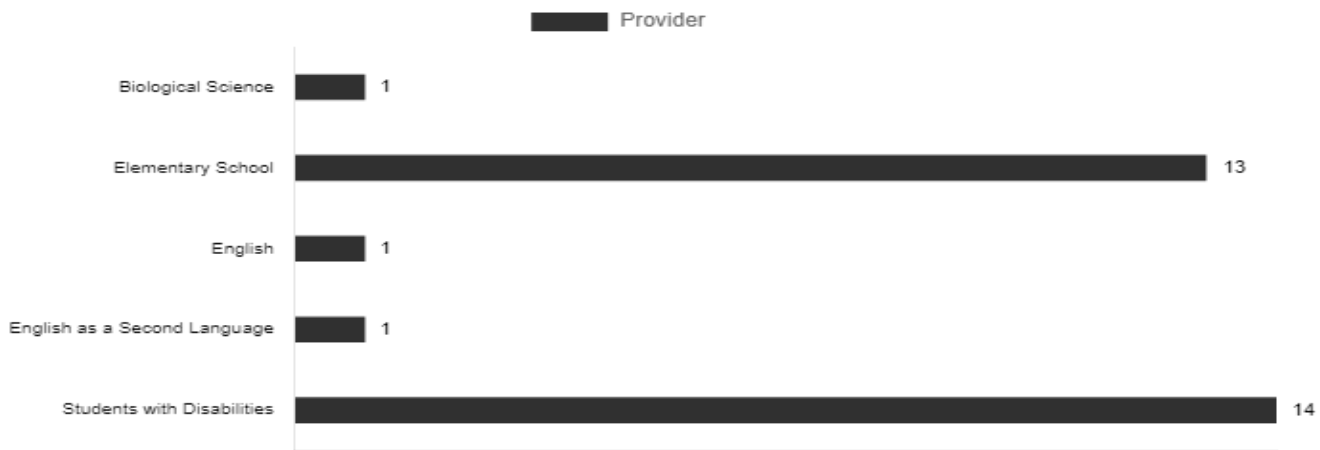 Provider
Biological Science 1
Elementary School 13
English 1
English as a Second Language 1
Students with Disabilities 14